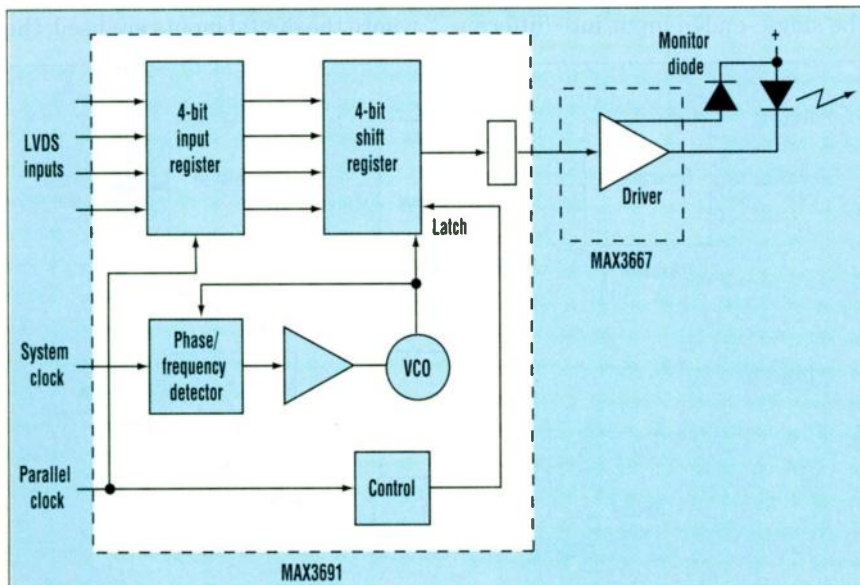 Monitor
diode
+
4-bit
input
register
4-bit
shift
register
LVDS
inputs
Latch
Driver
MAX3667
System
clock
Phase/
frequency
detector
VCO
Parallel
clock
Control
MAX3691